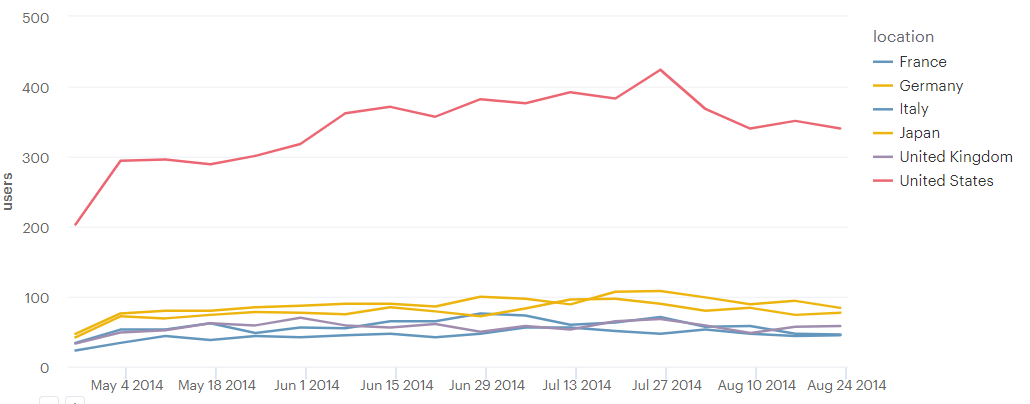 500
400
300
200
100
0
users
May 4 2014
May 18 2014
Jun 1 2014
Jun 15 2014
Jun 29 2014
Jul 13 2014
Jul 27 2014
Aug 10 2014
Aug 24 2014
location
France
Germany
Italy
Japan
United Kingdom
United States